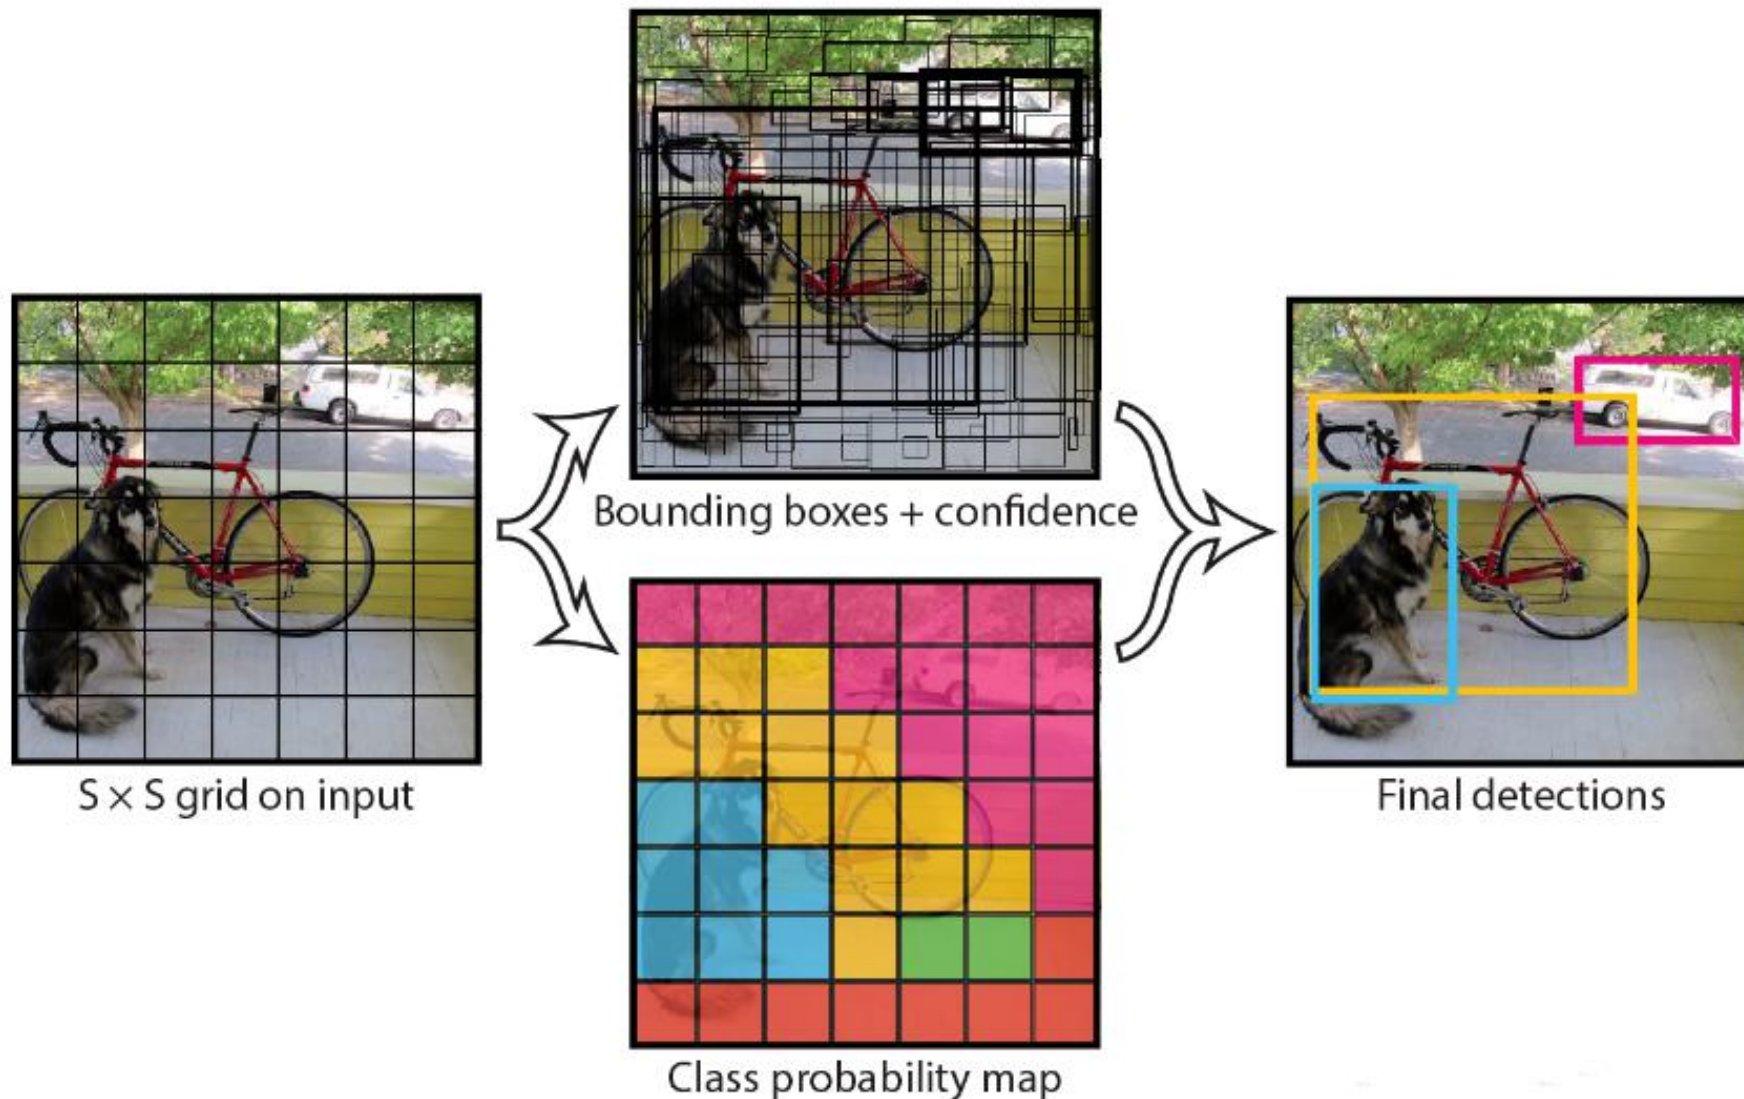 Bounding boxes + confidence
S × S grid on input
Final detections
Class probability map